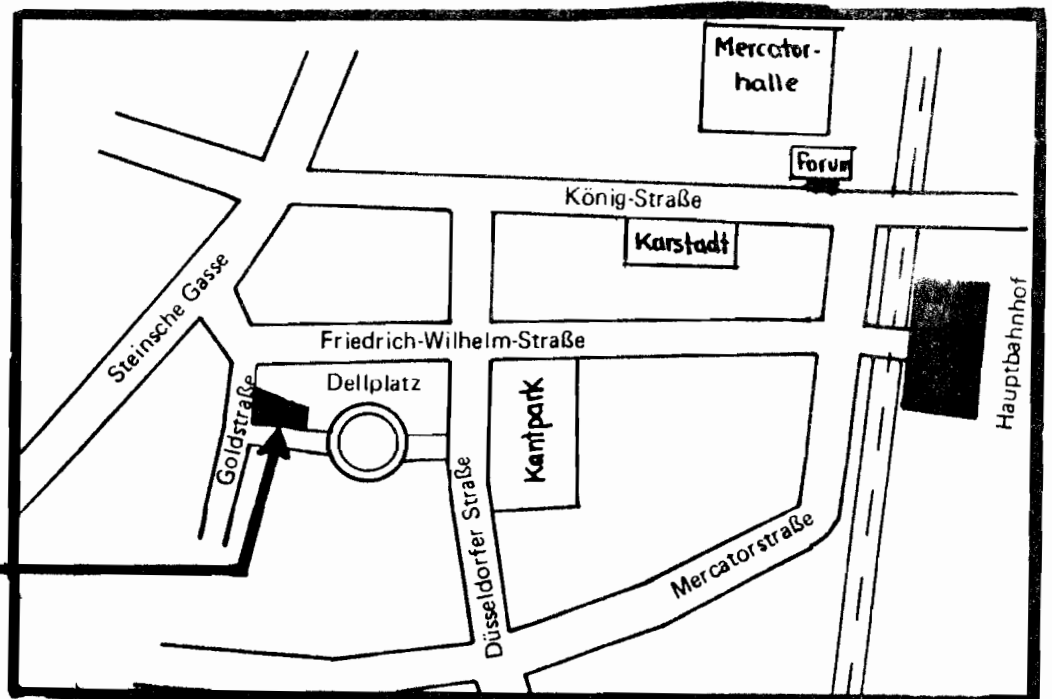 Mercator-
halle
Forum
König-Straße
Karstadt
Steinsche Gasse
Hauptbahnhof
Friedrich-Wilhelm-Straße
Dellplatz
Goldstraße
Kantpark
Düsseldorfer Straße
Mercatorstraße